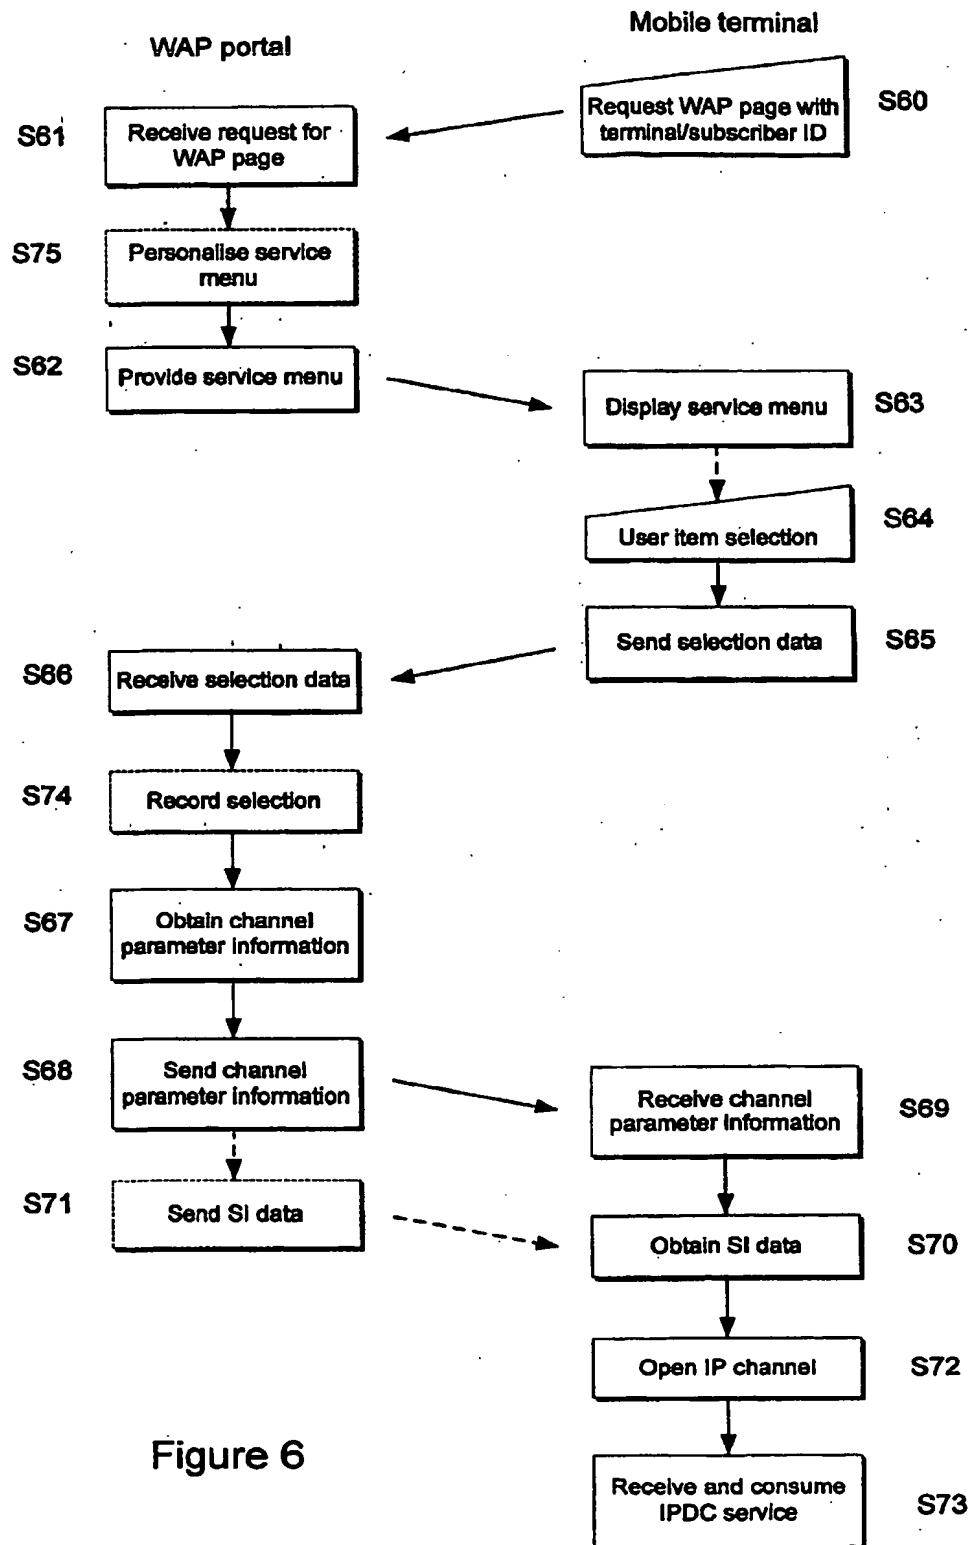 WAP portal
Mobile terminal
Request WAP page with
terminal/subscriber ID
S60
S61
Receive request for
WAP page
S75
Personalise service
menu
S62
Provide service menu
Display service menu
S63
User item selection
S64
Send selection data
S65
S66
Receive selection data
S74
Record selection
S67
Obtain channel
parameter information
S68
Send channel
parameter information
Receive channel
parameter information
S69
S71
Send SI data
Obtain SI data
S70
Open IP channel
S72
Figure 6
Receive and consume
IPDC service
S73